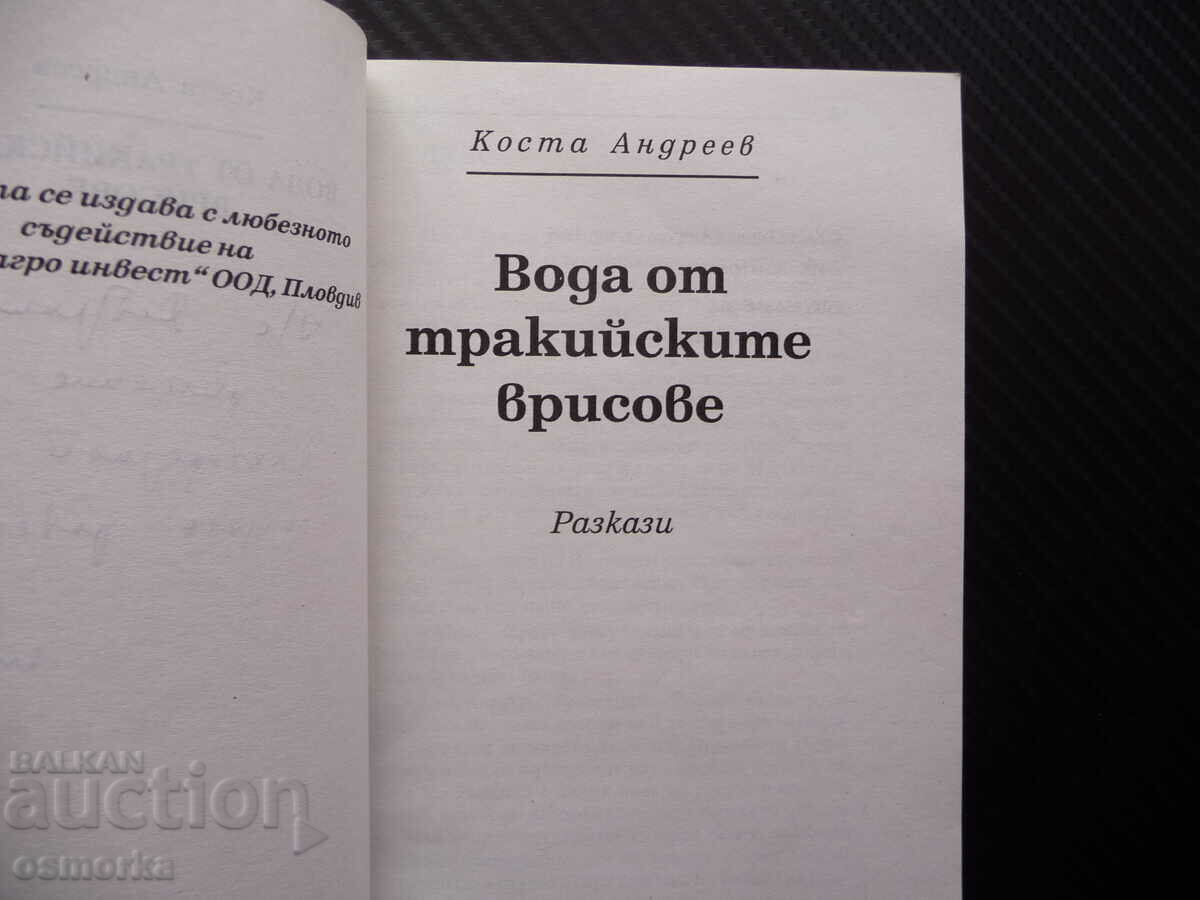 се издава с любезното
съдействие на
агро инвест“ ООД, Пловдив
Коста Андреев
Вода от
тракийските
врисове
Разкази
BALKAN
auction
osmorka